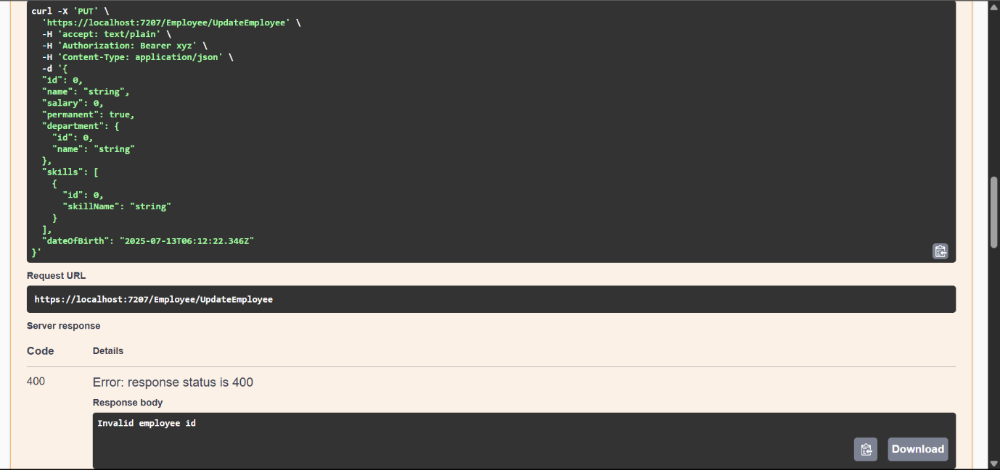 curl -X 'PUT' \
  'https://localhost:7207/Employee/UpdateEmployee' \
  -H 'accept: text/plain' \
  -H 'Authorization: Bearer xyz' \
  -H 'Content-Type: application/json' \
  -d '{
  "id": 0,
  "name": "string",
  "salary": 0,
  "permanent": true,
  "department": {
    "id": 0,
    "name": "string"
  },
  "skills": [
    {
      "id": 0,
      "skillName": "string"
    }
  ],
  "dateOfBirth": "2025-07-13T06:12:22.346Z"
}'
Request URL
https://localhost:7207/Employee/UpdateEmployee
Server response
Code Details
400 Error: response status is 400
Response body
Invalid employee id
Download